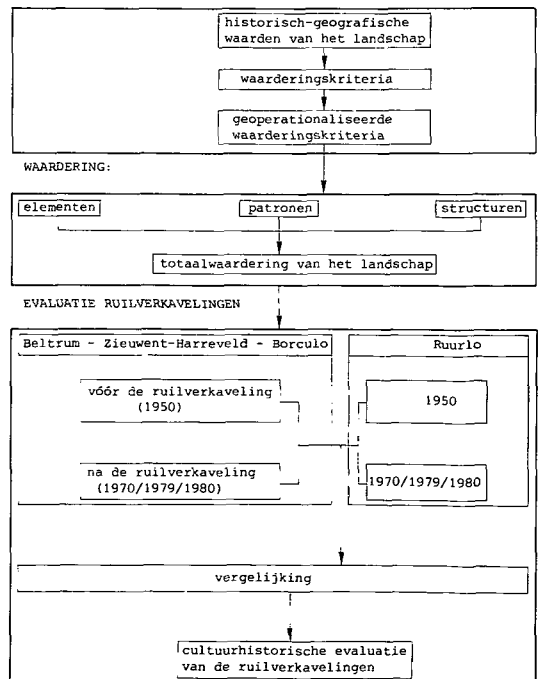 historisch-geografische
waarden van het landschap
waarderingskriteria
geoperationaliseerde
waarderingskriteria
WAARDERING:
elementen
patronen
structuren
totaalwaardering van het landschap
EVALUATIE RUILVERKAVELINGEN
Beltrum - Zieuwent-Harreveld - Borculo
Ruurlo
vóór de ruilverkaveling
(1950)
1950
na de ruilverkaveling
(1970/1979/1980)
1970/1979/1980
vergelijking
cultuurhistorische evaluatie
van de ruilverkavelingen